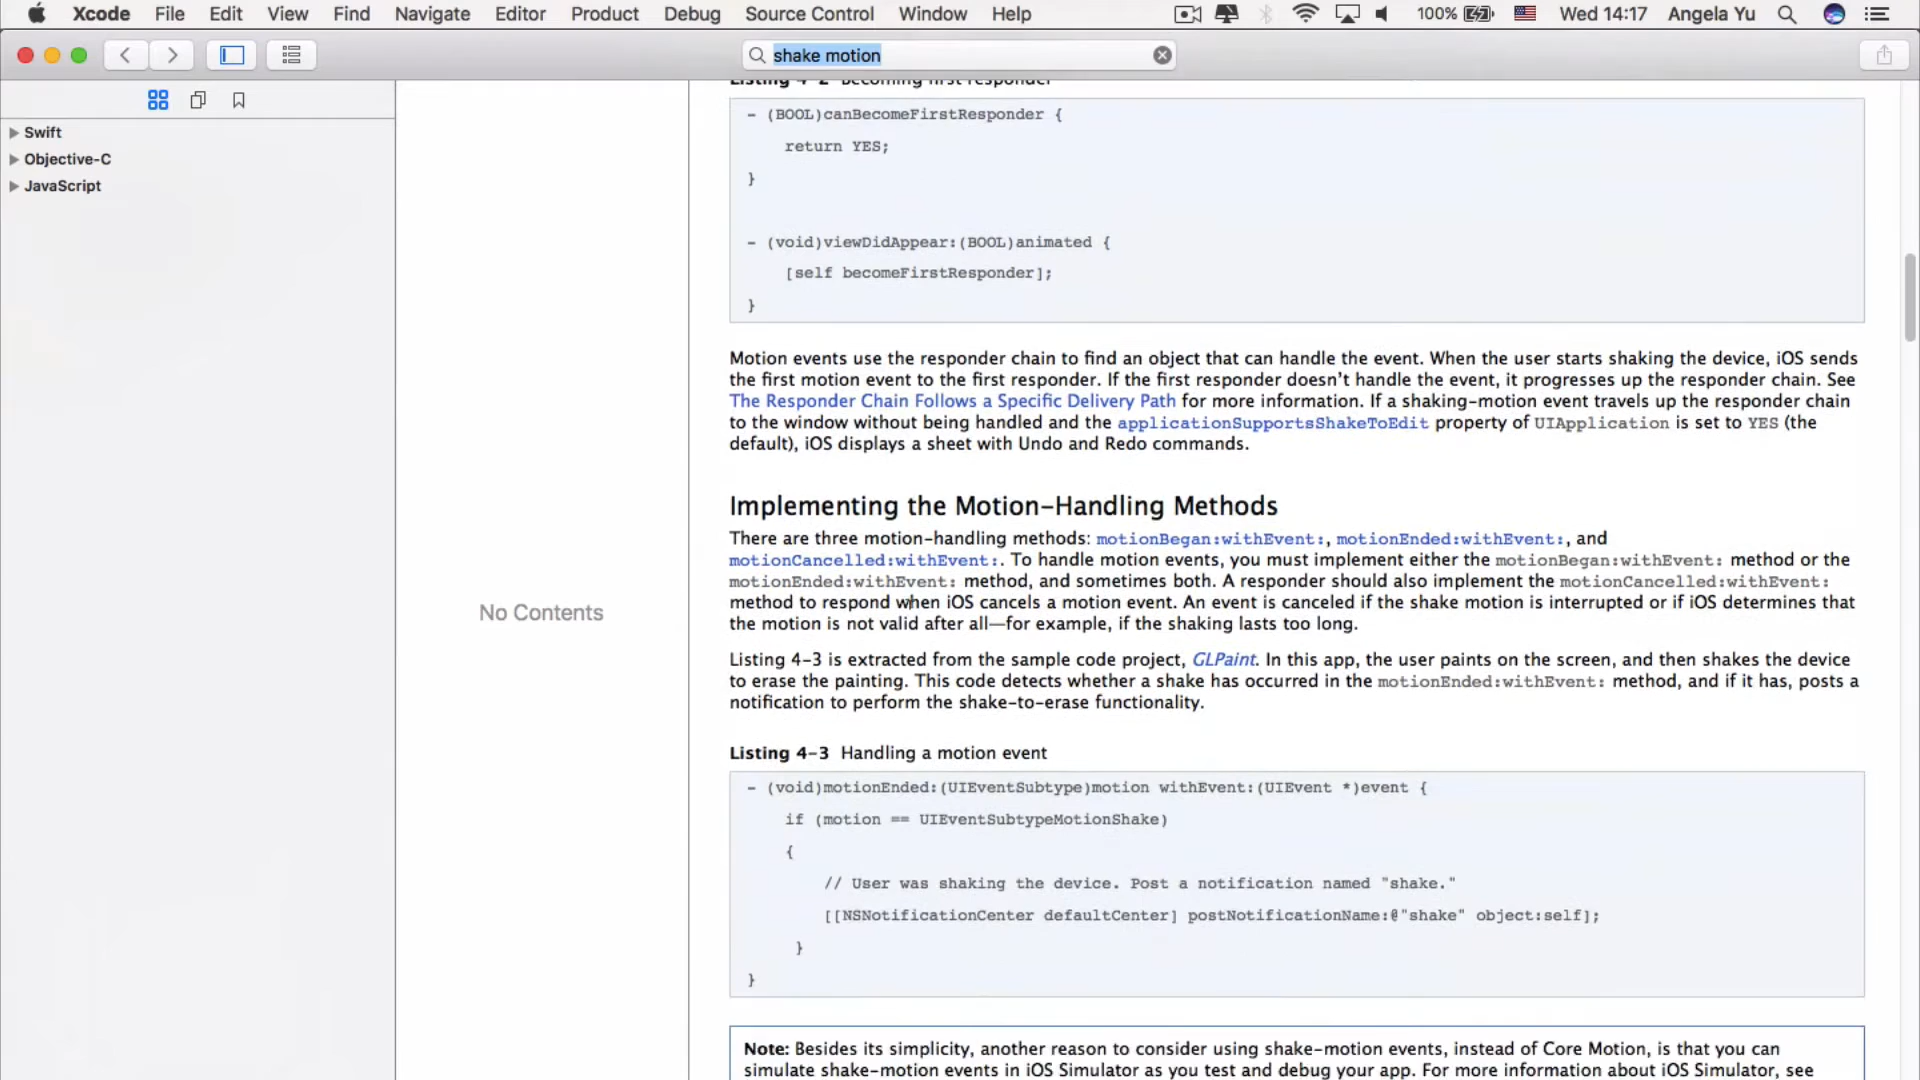 Xcode File Edit View Find Navigate Editor Product Debug Source Control Window Help 100% Wed 14:17 Angela Yu
shake motion
Swift
Objective-C
JavaScript
No Contents
Listing 4-2 Becoming first responder
- (BOOL)canBecomeFirstResponder {
return YES;
}
- (void)viewDidAppear:(BOOL)animated {
[self becomeFirstResponder];
}
Motion events use the responder chain to find an object that can handle the event. When the user starts shaking the device, iOS sends
the first motion event to the first responder. If the first responder doesn’t handle the event, it progresses up the responder chain. See
The Responder Chain Follows a Specific Delivery Path for more information. If a shaking-motion event travels up the responder chain
to the window without being handled and the applicationSupportsShakeToEdit property of UIApplication is set to YES (the
default), iOS displays a sheet with Undo and Redo commands.
Implementing the Motion-Handling Methods
There are three motion-handling methods: motionBegan:withEvent:, motionEnded:withEvent:, and
motionCancelled:withEvent:. To handle motion events, you must implement either the motionBegan:withEvent: method or the
motionEnded:withEvent: method, and sometimes both. A responder should also implement the motionCancelled:withEvent:
method to respond when iOS cancels a motion event. An event is canceled if the shake motion is interrupted or if iOS determines that
the motion is not valid after all—for example, if the shaking lasts too long.
Listing 4-3 is extracted from the sample code project, GLPaint. In this app, the user paints on the screen, and then shakes the device
to erase the painting. This code detects whether a shake has occurred in the motionEnded:withEvent: method, and if it has, posts a
notification to perform the shake-to-erase functionality.
Listing 4-3 Handling a motion event
- (void)motionEnded:(UIEventSubtype)motion withEvent:(UIEvent *)event {
if (motion == UIEventSubtypeMotionShake)
{
// User was shaking the device. Post a notification named "shake."
[[NSNotificationCenter defaultCenter] postNotificationName:@"shake" object:self];
}
}
Note: Besides its simplicity, another reason to consider using shake-motion events, instead of Core Motion, is that you can
simulate shake-motion events in iOS Simulator as you test and debug your app. For more information about iOS Simulator, see